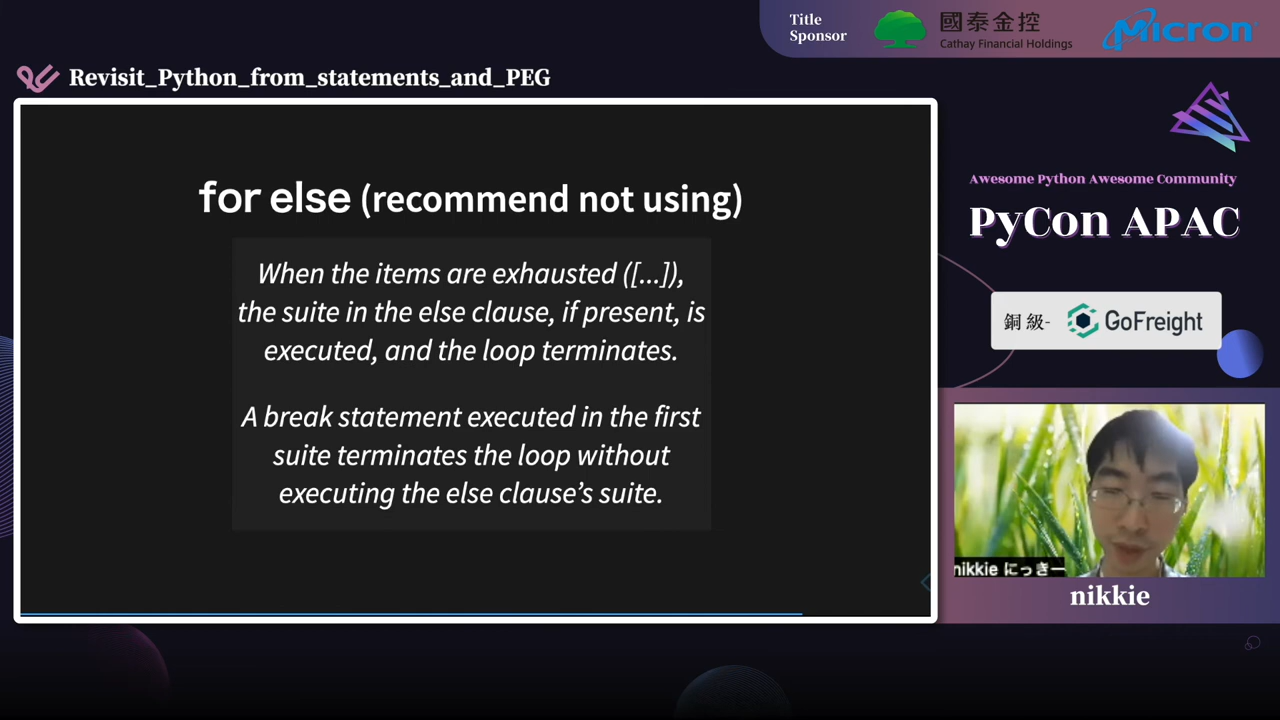 Title
Sponsor
國泰金控
Cathay Financial Holdings
Micron
Revisit_Python_from_statements_and_PEG
for else (recommend not using)
When the items are exhausted ([...]),
the suite in the else clause, if present, is
executed, and the loop terminates.
A break statement executed in the first
suite terminates the loop without
executing the else clause’s suite.
Awesome Python Awesome Community
PyCon APAC
銅級- GoFreight
nikkie にっきー
nikkie